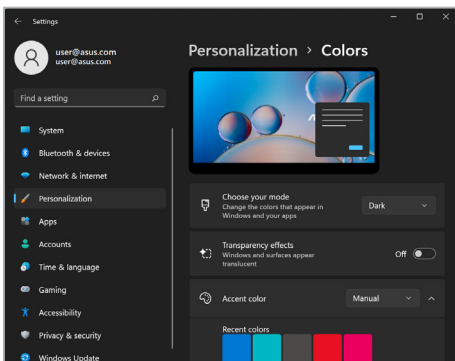 Settings
user@asus.com
user@asus.com
Find a setting
System
Bluetooth & devices
Network & internet
Personalization
Apps
Accounts
Time & language
Gaming
Accessibility
Privacy & security
Windows Update
Personalization › Colors
Choose your mode
Change the colors that appear in
Windows and your apps
Dark
Transparency effects
Windows and surfaces appear
translucent
Off
Accent color
Manual
Recent colors